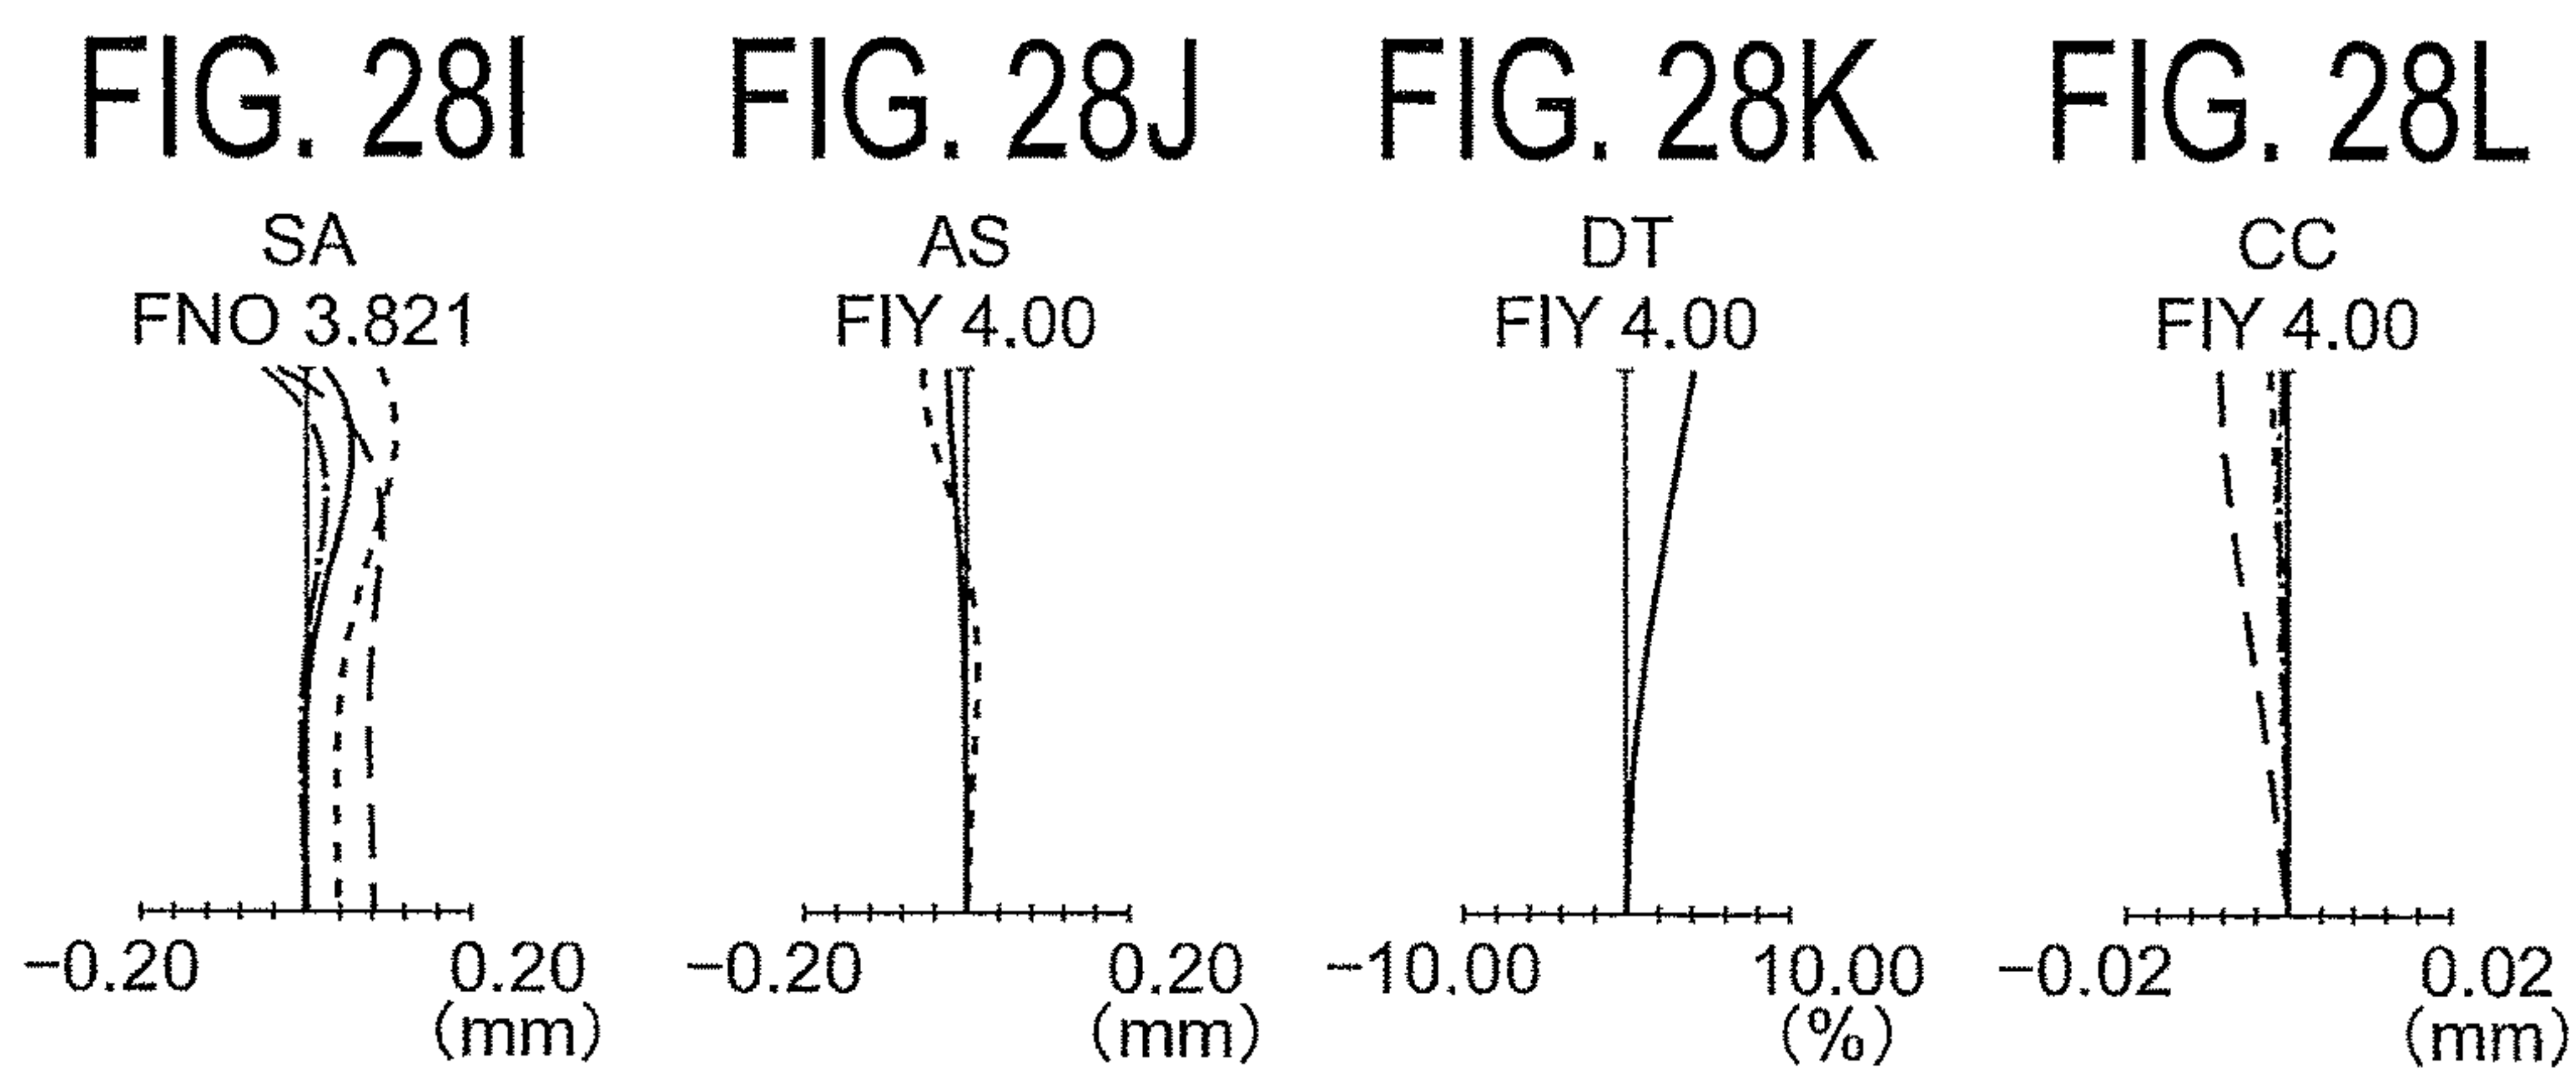 FIG. 28I FIG. 28J FIG. 28K FIG. 28L
SA AS DT CC
FNO 3.821 FIY 4.00 FIY 4.00 FIY 4.00
−0.20 0.20 −0.20 0.20 −10.00 10.00 −0.02 0.02
(mm) (mm) (%) (mm)